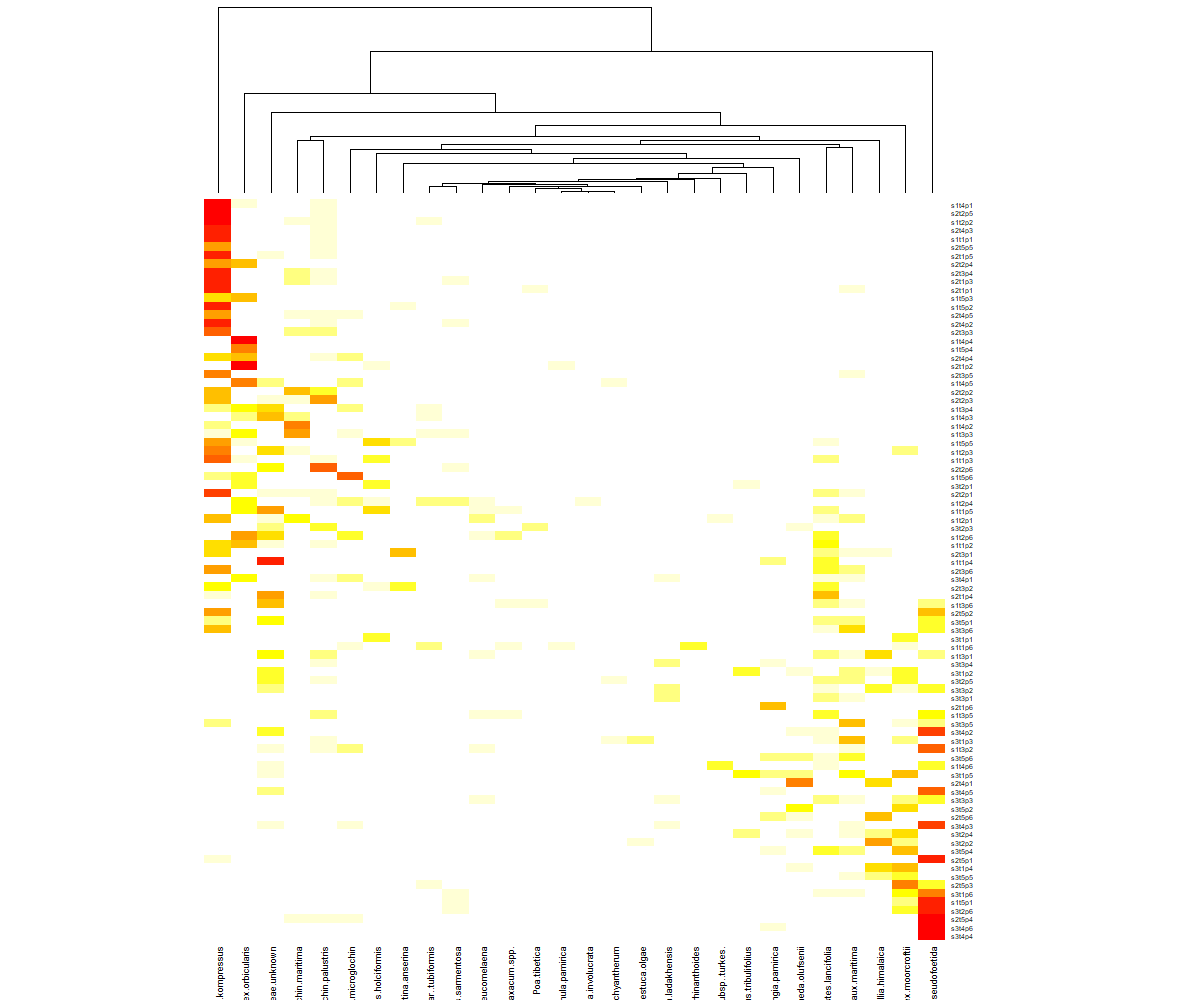 s1t4p1
s2t2p5
s1t2p2
s2t4p3
s1t1p1
s2t5p5
s2t1p5
s2t2p4
s2t3p4
s2t1p3
s2t1p1
s1t5p3
s1t5p2
s2t4p5
s2t4p2
s2t3p3
s1t4p4
s1t5p4
s2t4p4
s2t1p2
s2t3p5
s1t4p5
s2t2p2
s2t2p3
s1t3p4
s1t4p3
s1t4p2
s1t3p3
s1t5p5
s1t2p3
s1t1p3
s2t2p6
s1t5p6
s3t2p1
s2t2p1
s1t2p4
s1t1p5
s1t2p1
s3t2p3
s1t2p6
s1t1p2
s2t3p1
s1t1p4
s2t3p6
s3t4p1
s2t3p2
s2t1p4
s1t3p6
s2t5p2
s3t5p1
s3t3p6
s3t1p1
s1t1p6
s1t3p1
s3t3p4
s3t1p2
s3t2p5
s3t3p2
s3t3p1
s2t1p6
s1t3p5
s3t3p5
s3t4p2
s3t1p3
s1t3p2
s3t5p6
s1t4p6
s3t1p5
s2t4p1
s3t4p5
s3t3p3
s3t5p2
s2t5p6
s3t4p3
s3t2p4
s3t2p2
s3t5p4
s2t5p1
s3t1p4
s3t5p5
s2t5p3
s3t1p6
s1t5p1
s3t2p6
s2t5p4
s3t4p6
s3t4p4
.kompressus
ex.orbicularis
eae.unknown
chin.maritima
chin.palustris
.microglochin
s.holciformis
tina.anserina
ar..tubiformis
s.sarmentosa
eucomelaena
axacum.spp.
Poa.tibetica
nula.pamirica
a.involucrata
chyantherum
estuca.olgae
.ladakhensis
rhinanthoides
ubsp..turkes.
us.tribulifolius
ngia.pamirica
neda.olufsenii
tes.lancifolia
aux.maritima
llia.himalaica
ex.moorcroftii
seudofoetida